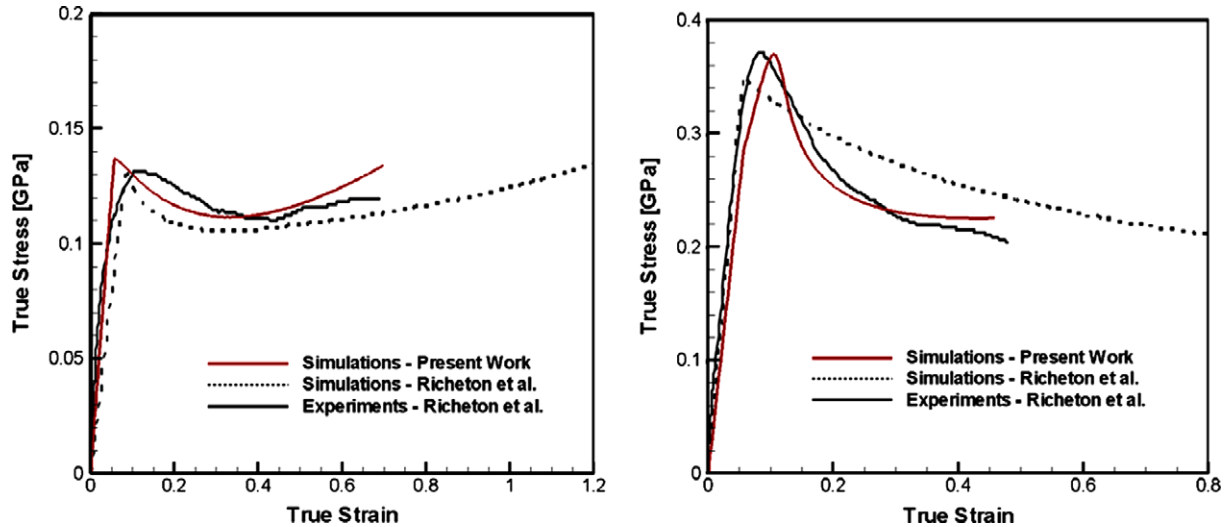 0.2
0.15
0.1
0.05
0
True Stress [GPa]
Simulations - Present Work
Simulations - Richeton et al.
Experiments - Richeton et al.
0 0.2 0.4 0.6 0.8 1 1.2
True Strain
0.4
0.3
0.2
0.1
0
True Stress [GPa]
Simulations - Present Work
Simulations - Richeton et al.
Experiments - Richeton et al.
0 0.2 0.4 0.6 0.8
True Strain